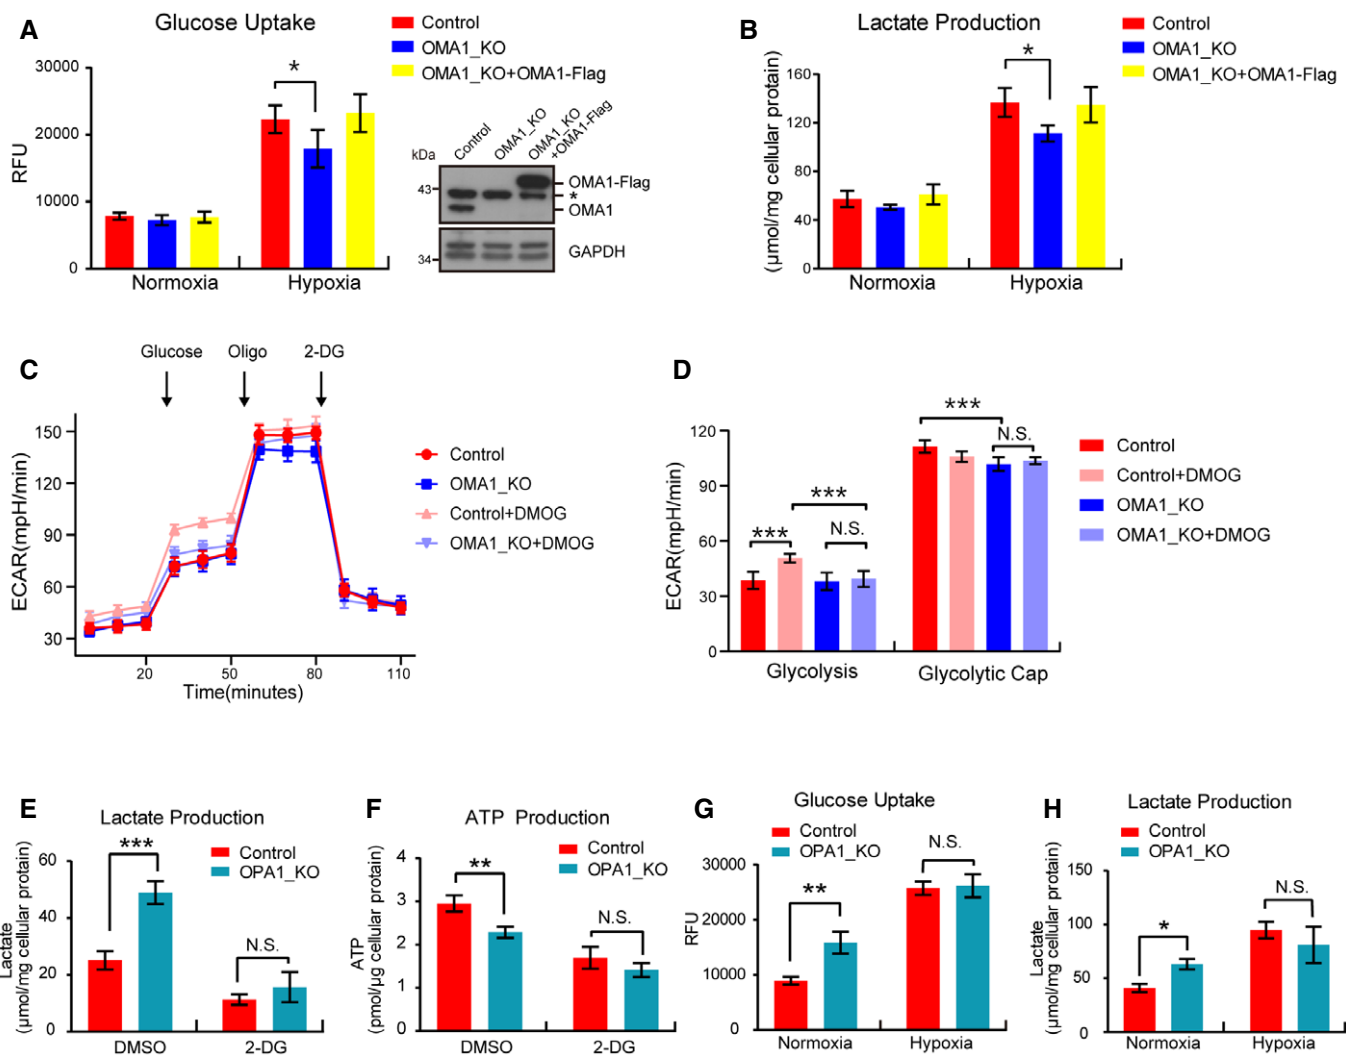 A
Glucose Uptake
Control
OMA1_KO
OMA1_KO+OMA1-Flag
30000
20000
10000
0
RFU
*
Normoxia
Hypoxia
kDa
Control
OMA1_KO
OMA1_KO
+OMA1-Flag
43
34
OMA1-Flag
*
OMA1
GAPDH
B
Lactate Production
Control
OMA1_KO
OMA1_KO+OMA1-Flag
(μmol/mg cellular protein)
160
120
80
40
0
*
Normoxia
Hypoxia
C
Glucose
Oligo
2-DG
ECAR(mpH/min)
150
120
90
60
30
20
50
80
110
Time(minutes)
Control
OMA1_KO
Control+DMOG
OMA1_KO+DMOG
D
ECAR(mpH/min)
120
90
60
30
0
***
***
N.S.
***
N.S.
Glycolysis
Glycolytic Cap
Control
Control+DMOG
OMA1_KO
OMA1_KO+DMOG
E
Lactate Production
Control
OPA1_KO
Lactate
(μmol/mg cellular protein)
60
40
20
0
***
N.S.
DMSO
2-DG
F
ATP Production
Control
OPA1_KO
ATP
(pmol/μg cellular protein)
4
3
2
1
0
**
N.S.
DMSO
2-DG
G
Glucose Uptake
Control
OPA1_KO
RFU
30000
20000
10000
0
**
N.S.
Normoxia
Hypoxia
H
Lactate Production
Control
OPA1_KO
Lactate
(μmol/mg cellular protein)
150
100
50
0
*
N.S.
Normoxia
Hypoxia